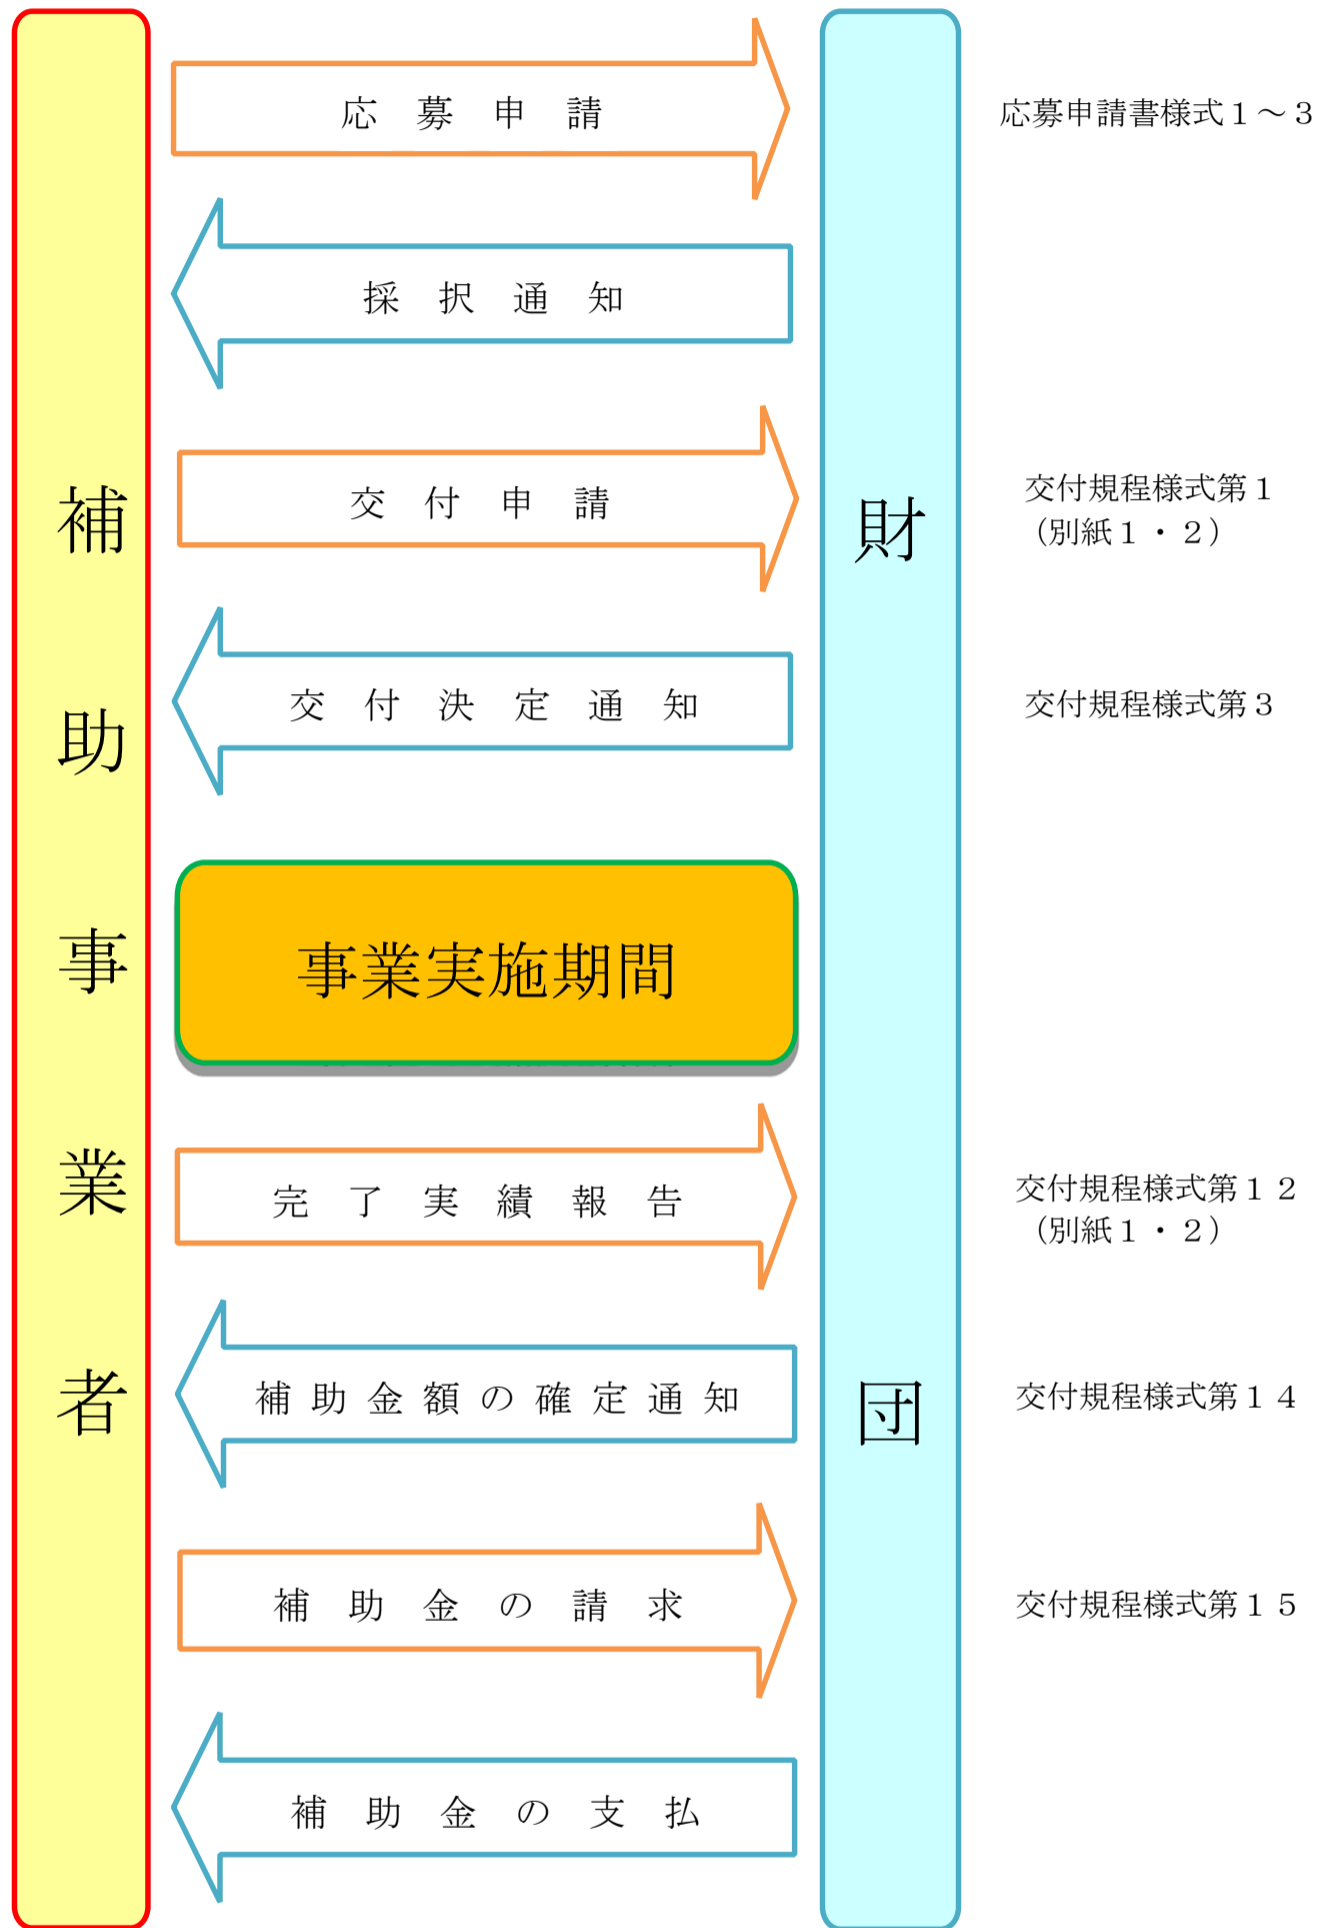 補助事業者
財団
応募申請
応募申請書様式１～３
採択通知
交付申請
交付規程様式第１
（別紙１・２）
交付決定通知
交付規程様式第３
事業実施期間
完了実績報告
交付規程様式第１２
（別紙１・２）
補助金額の確定通知
交付規程様式第１４
補助金の請求
交付規程様式第１５
補助金の支払